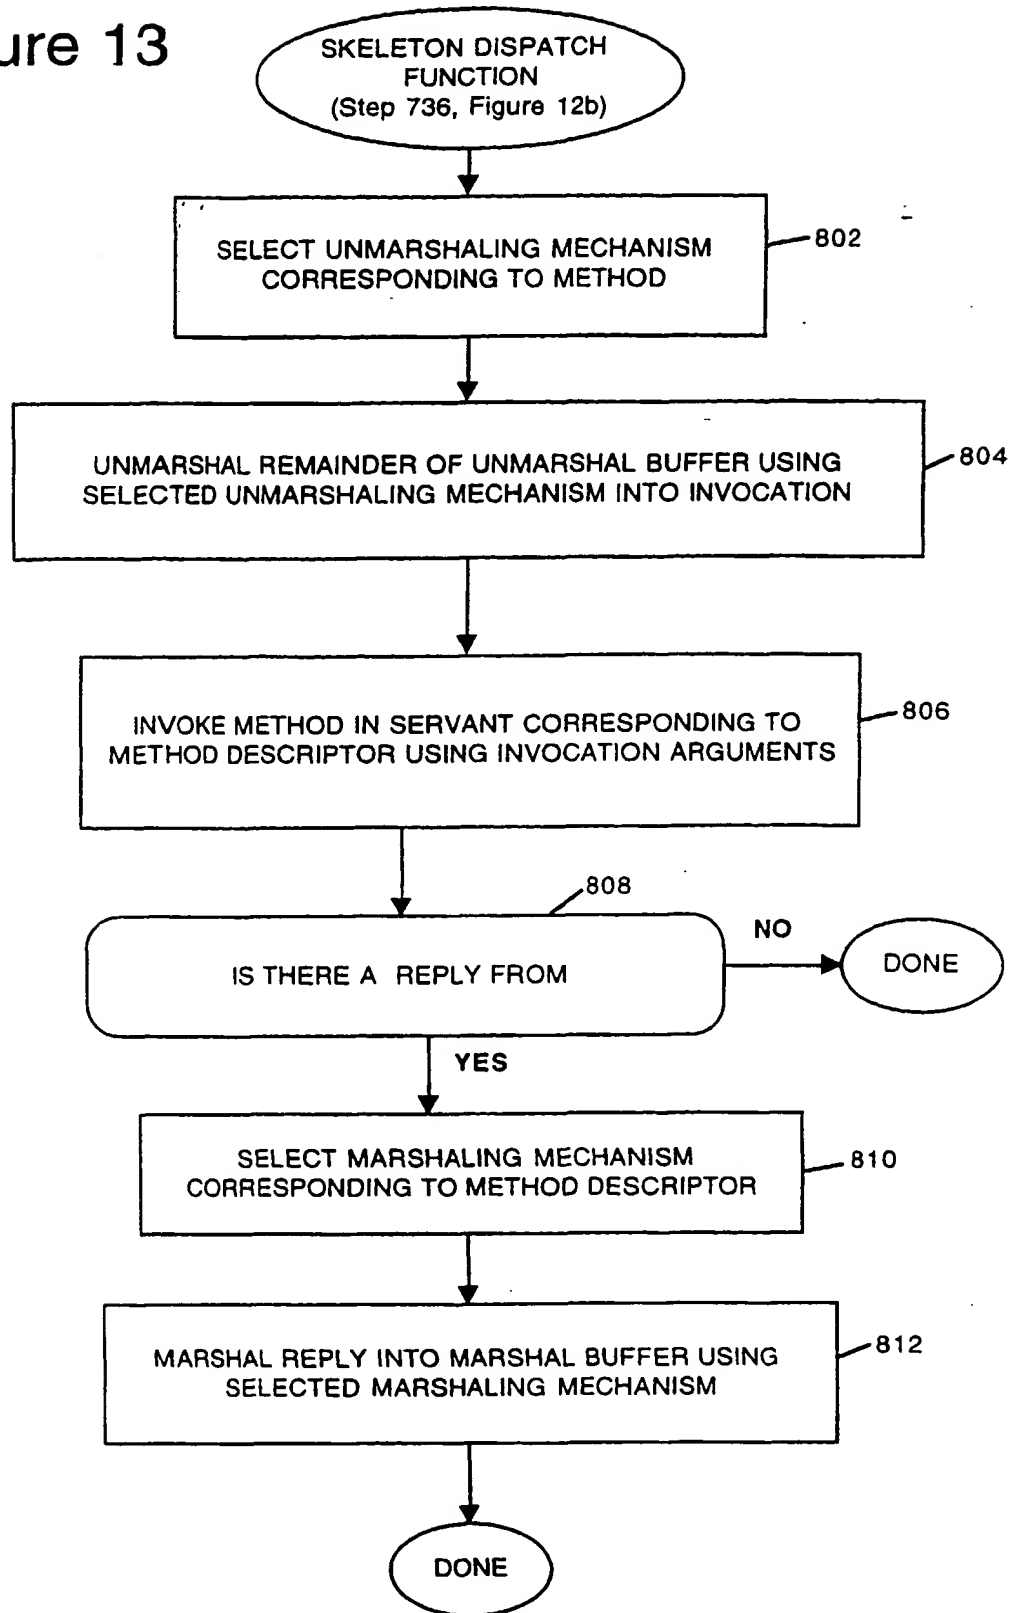 ure 13
SKELETON DISPATCH
FUNCTION
(Step 736, Figure 12b)
SELECT UNMARSHALING MECHANISM
CORRESPONDING TO METHOD
802
UNMARSHAL REMAINDER OF UNMARSHAL BUFFER USING
SELECTED UNMARSHALING MECHANISM INTO INVOCATION
804
INVOKE METHOD IN SERVANT CORRESPONDING TO
METHOD DESCRIPTOR USING INVOCATION ARGUMENTS
806
808
IS THERE A REPLY FROM
NO
DONE
YES
SELECT MARSHALING MECHANISM
CORRESPONDING TO METHOD DESCRIPTOR
810
MARSHAL REPLY INTO MARSHAL BUFFER USING
SELECTED MARSHALING MECHANISM
812
DONE